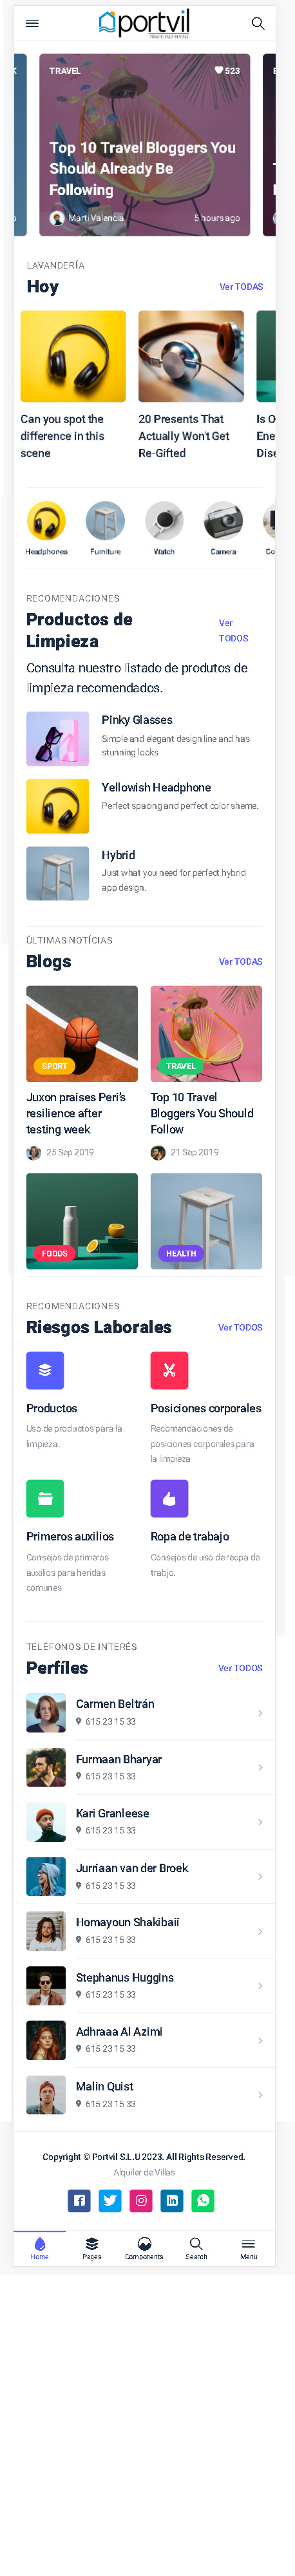 portvil
PRIVATE VILLA RENTALS
TRAVEL
523
Top 10 Travel Bloggers You
Should Already Be
Following
Marti Valencia
5 hours ago
LAVANDERÍA
Hoy
Ver TODAS
Can you spot the
difference in this
scene
20 Presents That
Actually Won't Get
Re-Gifted
Is O
Ene
Dise
Headphones
Furniture
Watch
Camera
Co
RECOMENDACIONES
Productos de
Limpieza
Ver
TODOS
Consulta nuestro listado de produtos de
limpieza recomendados.
Pinky Glasses
Simple and elegant design line and has
stunning looks
Yellowish Headphone
Perfect spacing and perfect color sheme.
Hybrid
Just what you need for perfect hybrid
app design.
ÚLTIMAS NOTÍCIAS
Blogs
Ver TODAS
SPORT
TRAVEL
Juxon praises Peri's
resilience after
testing week
Top 10 Travel
Bloggers You Should
Follow
25 Sep 2019
21 Sep 2019
FOODS
HEALTH
RECOMENDACIONES
Riesgos Laborales
Ver TODOS
Productos
Uso de productos para la
limpieza.
Posiciones corporales
Recomendaciones de
posiciones corporales para
la limpieza
Primeros auxilios
Consejos de primeros
auxilios para heridas
comunes
Ropa de trabajo
Consejos de uso de reopa de
trabjo.
TELÉFONOS DE INTERÉS
Perfíles
Ver TODOS
Carmen Beltrán
615 23 15 33
Furmaan Bharyar
615 23 15 33
Kari Granleese
615 23 15 33
Jurriaan van der Broek
615 23 15 33
Homayoun Shakibaii
615 23 15 33
Stephanus Huggins
615 23 15 33
Adhraaa Al Azimi
615 23 15 33
Malin Quist
615 23 15 33
Copyright © Portvil S.L.U 2023. All Rights Reserved.
Alquiler de Villas
Home
Pages
Components
Search
Menu